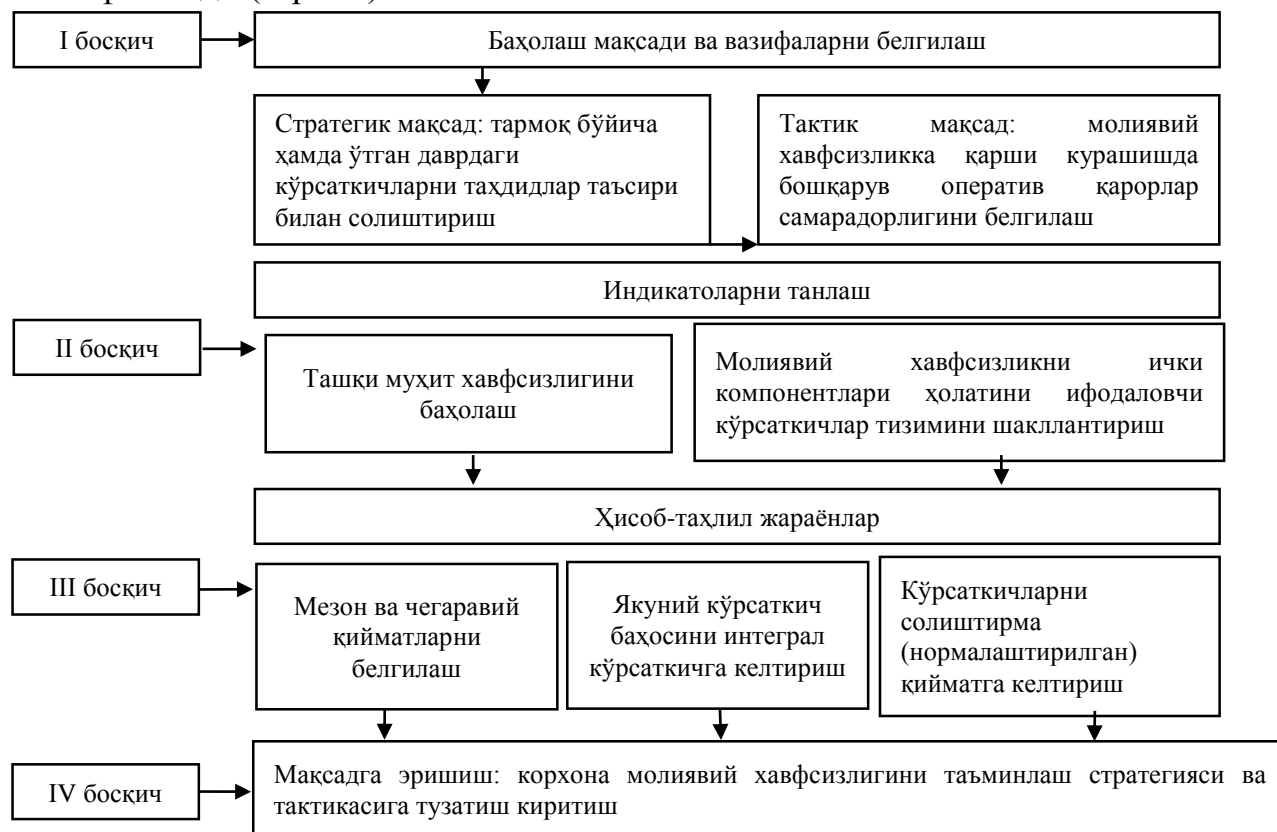 I босқич
Баҳолаш мақсади ва вазифаларни белгилаш
Стратегик мақсад: тармоқ бўйича
ҳамда ўтган даврдаги
кўрсаткичларни таҳдидлар таъсири
билан солиштириш
Тактик мақсад: молиявий
хавфсизликка қарши курашишда
бошқарув оператив қарорлар
самарадорлигини белгилаш
Индикатоларни танлаш
II босқич
Ташқи муҳит хавфсизлигини
баҳолаш
Молиявий хавфсизликни ички
компонентлари ҳолатини ифодаловчи
кўрсаткичлар тизимини шакллантириш
Ҳисоб-таҳлил жараёнлар
III босқич
Мезон ва чегаравий
қийматларни
белгилаш
Якуний кўрсаткич
баҳосини интеграл
кўрсаткичга келтириш
Кўрсаткичларни
солиштирма
(нормалаштирилган)
қийматга келтириш
IV босқич
Мақсадга эришиш: корхона молиявий хавфсизлигини таъминлаш стратегияси ва
тактикасига тузатиш киритиш